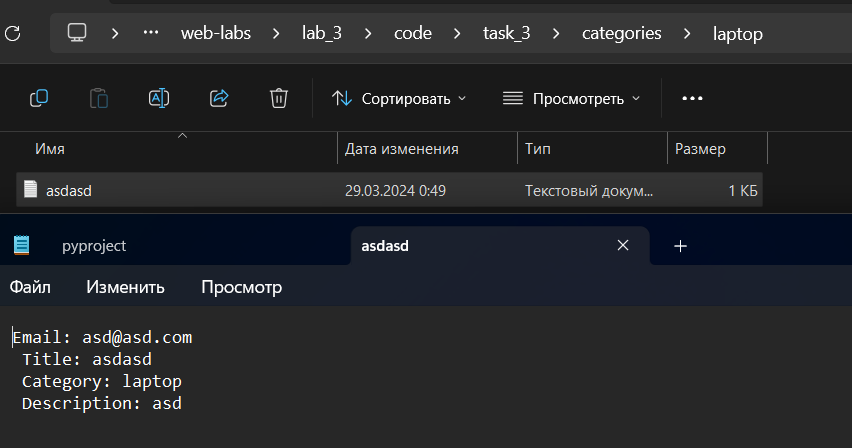 ··· web-labs > lab_3 > code > task_3 > categories > laptop
Сортировать Просмотреть ···
Имя Дата изменения Тип Размер
asdasd 29.03.2024 0:49 Текстовый докум... 1 КБ
pyproject asdasd
Файл Изменить Просмотр
Email: asd@asd.com
Title: asdasd
Category: laptop
Description: asd